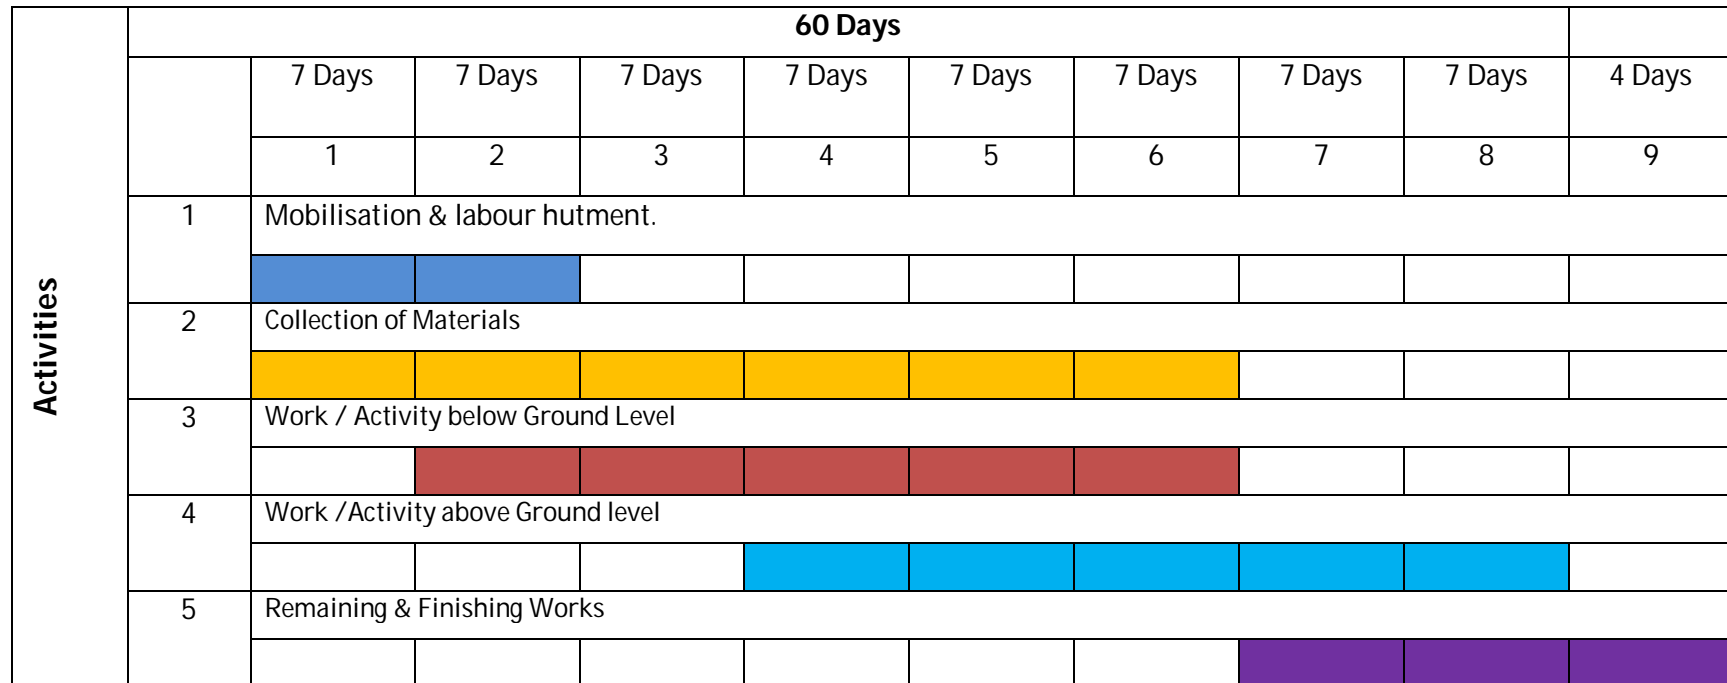 60 Days
7 Days 7 Days 7 Days 7 Days 7 Days 7 Days 7 Days 7 Days 4 Days
1 2 3 4 5 6 7 8 9
Activities
1 Mobilisation & labour hutment.
2 Collection of Materials
3 Work / Activity below Ground Level
4 Work /Activity above Ground level
5 Remaining & Finishing Works